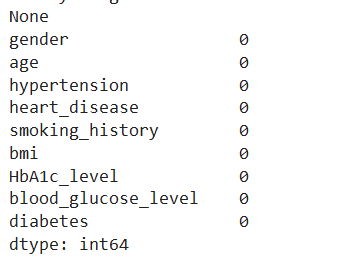 None
gender 0
age 0
hypertension 0
heart_disease 0
smoking_history 0
bmi 0
HbA1c_level 0
blood_glucose_level 0
diabetes 0
dtype: int64